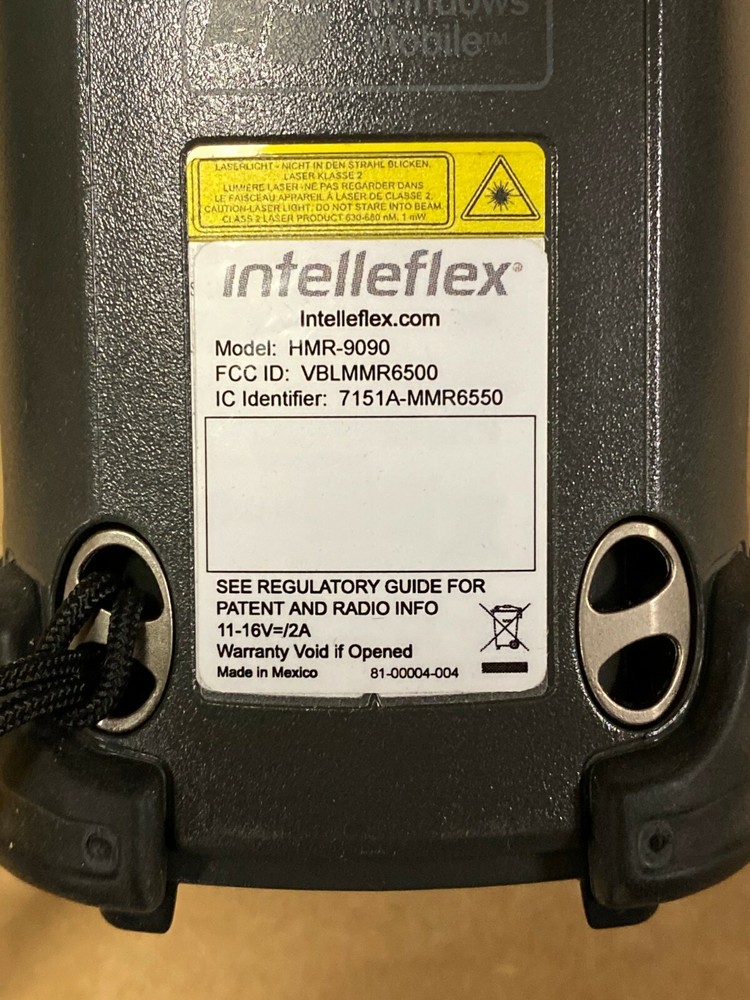 Windows
Mobile™
LASERLICHT - NICHT IN DEN STRAHL BLICKEN,
LASER KLASSE 2
LUMIERE LASER -NE PAS REGARDER DANS
LE FAISCEAU APPAREIL À LASER DE CLASSE 2,
CAUTION-LASER LIGHT, DO NOT STARE INTO BEAM
CLASS 2 LASER PRODUCT 630-680 nM, 1 mW
intelleflex®
Intelleflex.com
Model: HMR-9090
FCC ID: VBLMMR6500
IC Identifier: 7151A-MMR6550
SEE REGULATORY GUIDE FOR
PATENT AND RADIO INFO
11-16V=/2A
Warranty Void if Opened
Made in Mexico 81-00004-004